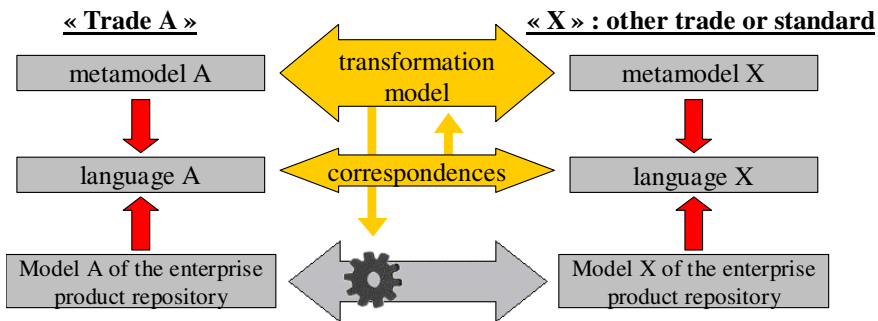 « Trade A »
« X » : other trade or standard
metamodel A
transformation
model
metamodel X
language A
correspondences
language X
Model A of the enterprise
product repository
Model X of the enterprise
product repository